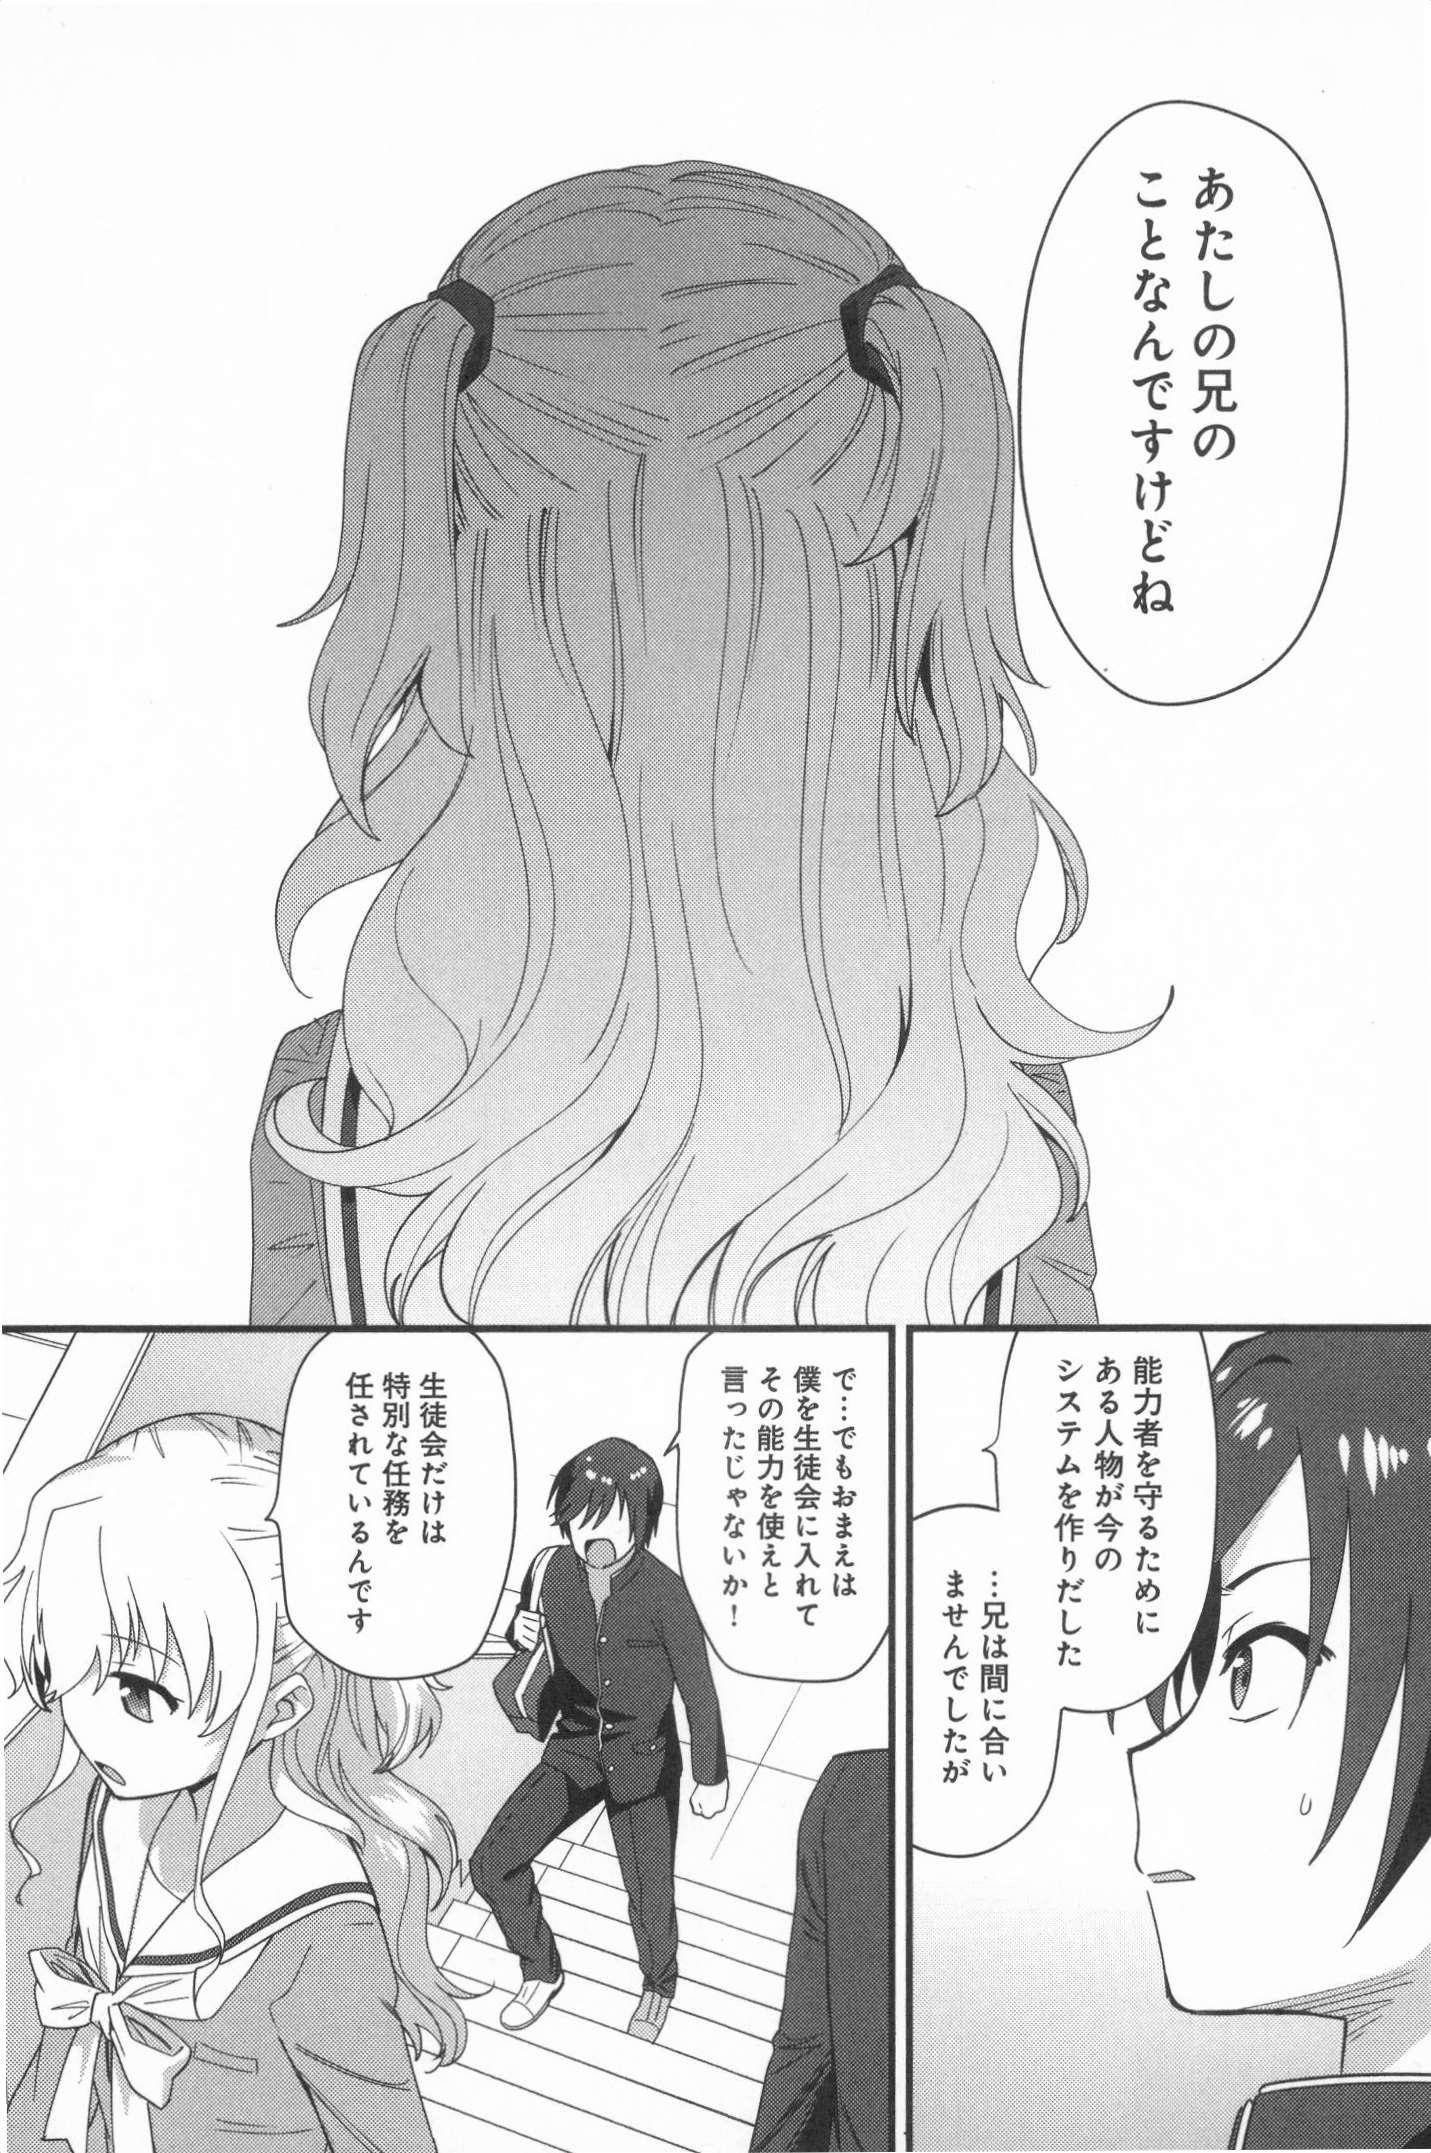 あたしの兄の
ことなんですけどね
能力者を守るために
ある人物が今の
システムを作りだした
…兄は間に合い
ませんでしたが
で…でもおまえは
僕を生徒会に入れて
その能力を使えと
言ったじゃないか！
生徒会だけは
特別な任務を
任されているんです